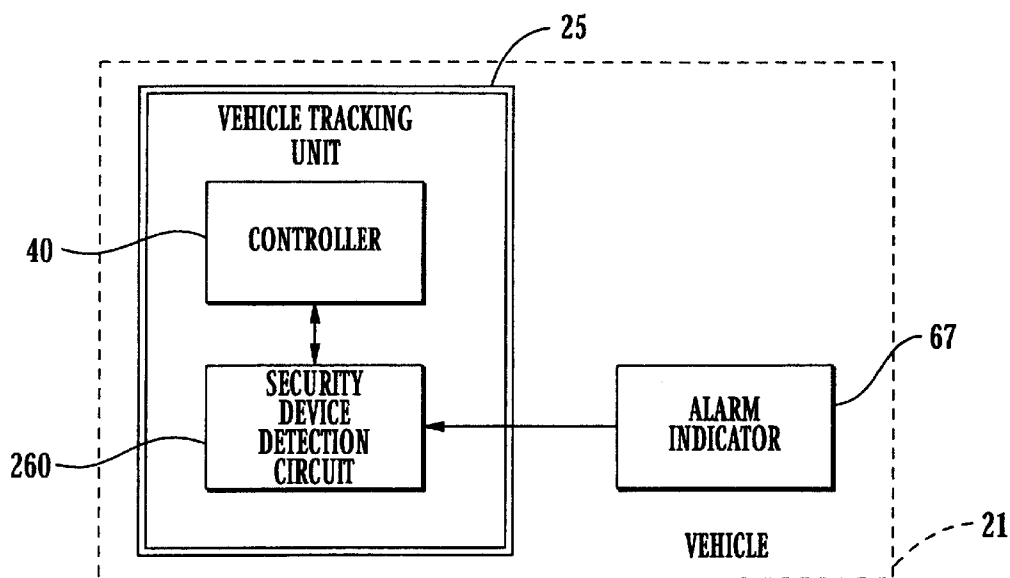 25
VEHICLE TRACKING
UNIT
CONTROLLER
40
67
SECURITY
DEVICE
DETECTION
CIRCUIT
ALARM
INDICATOR
260
21
VEHICLE